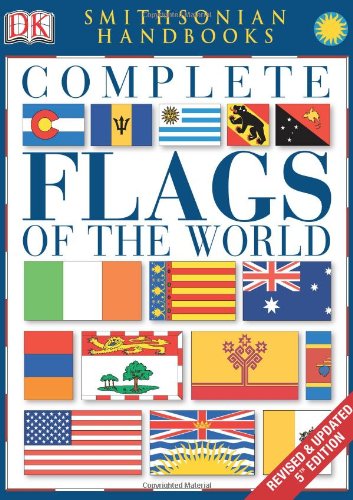 DK
SMITHSONIAN
HANDBOOKS
COMPLETE
FLAGS
OF THE WORLD
REVISED & UPDATED
5TH EDITION